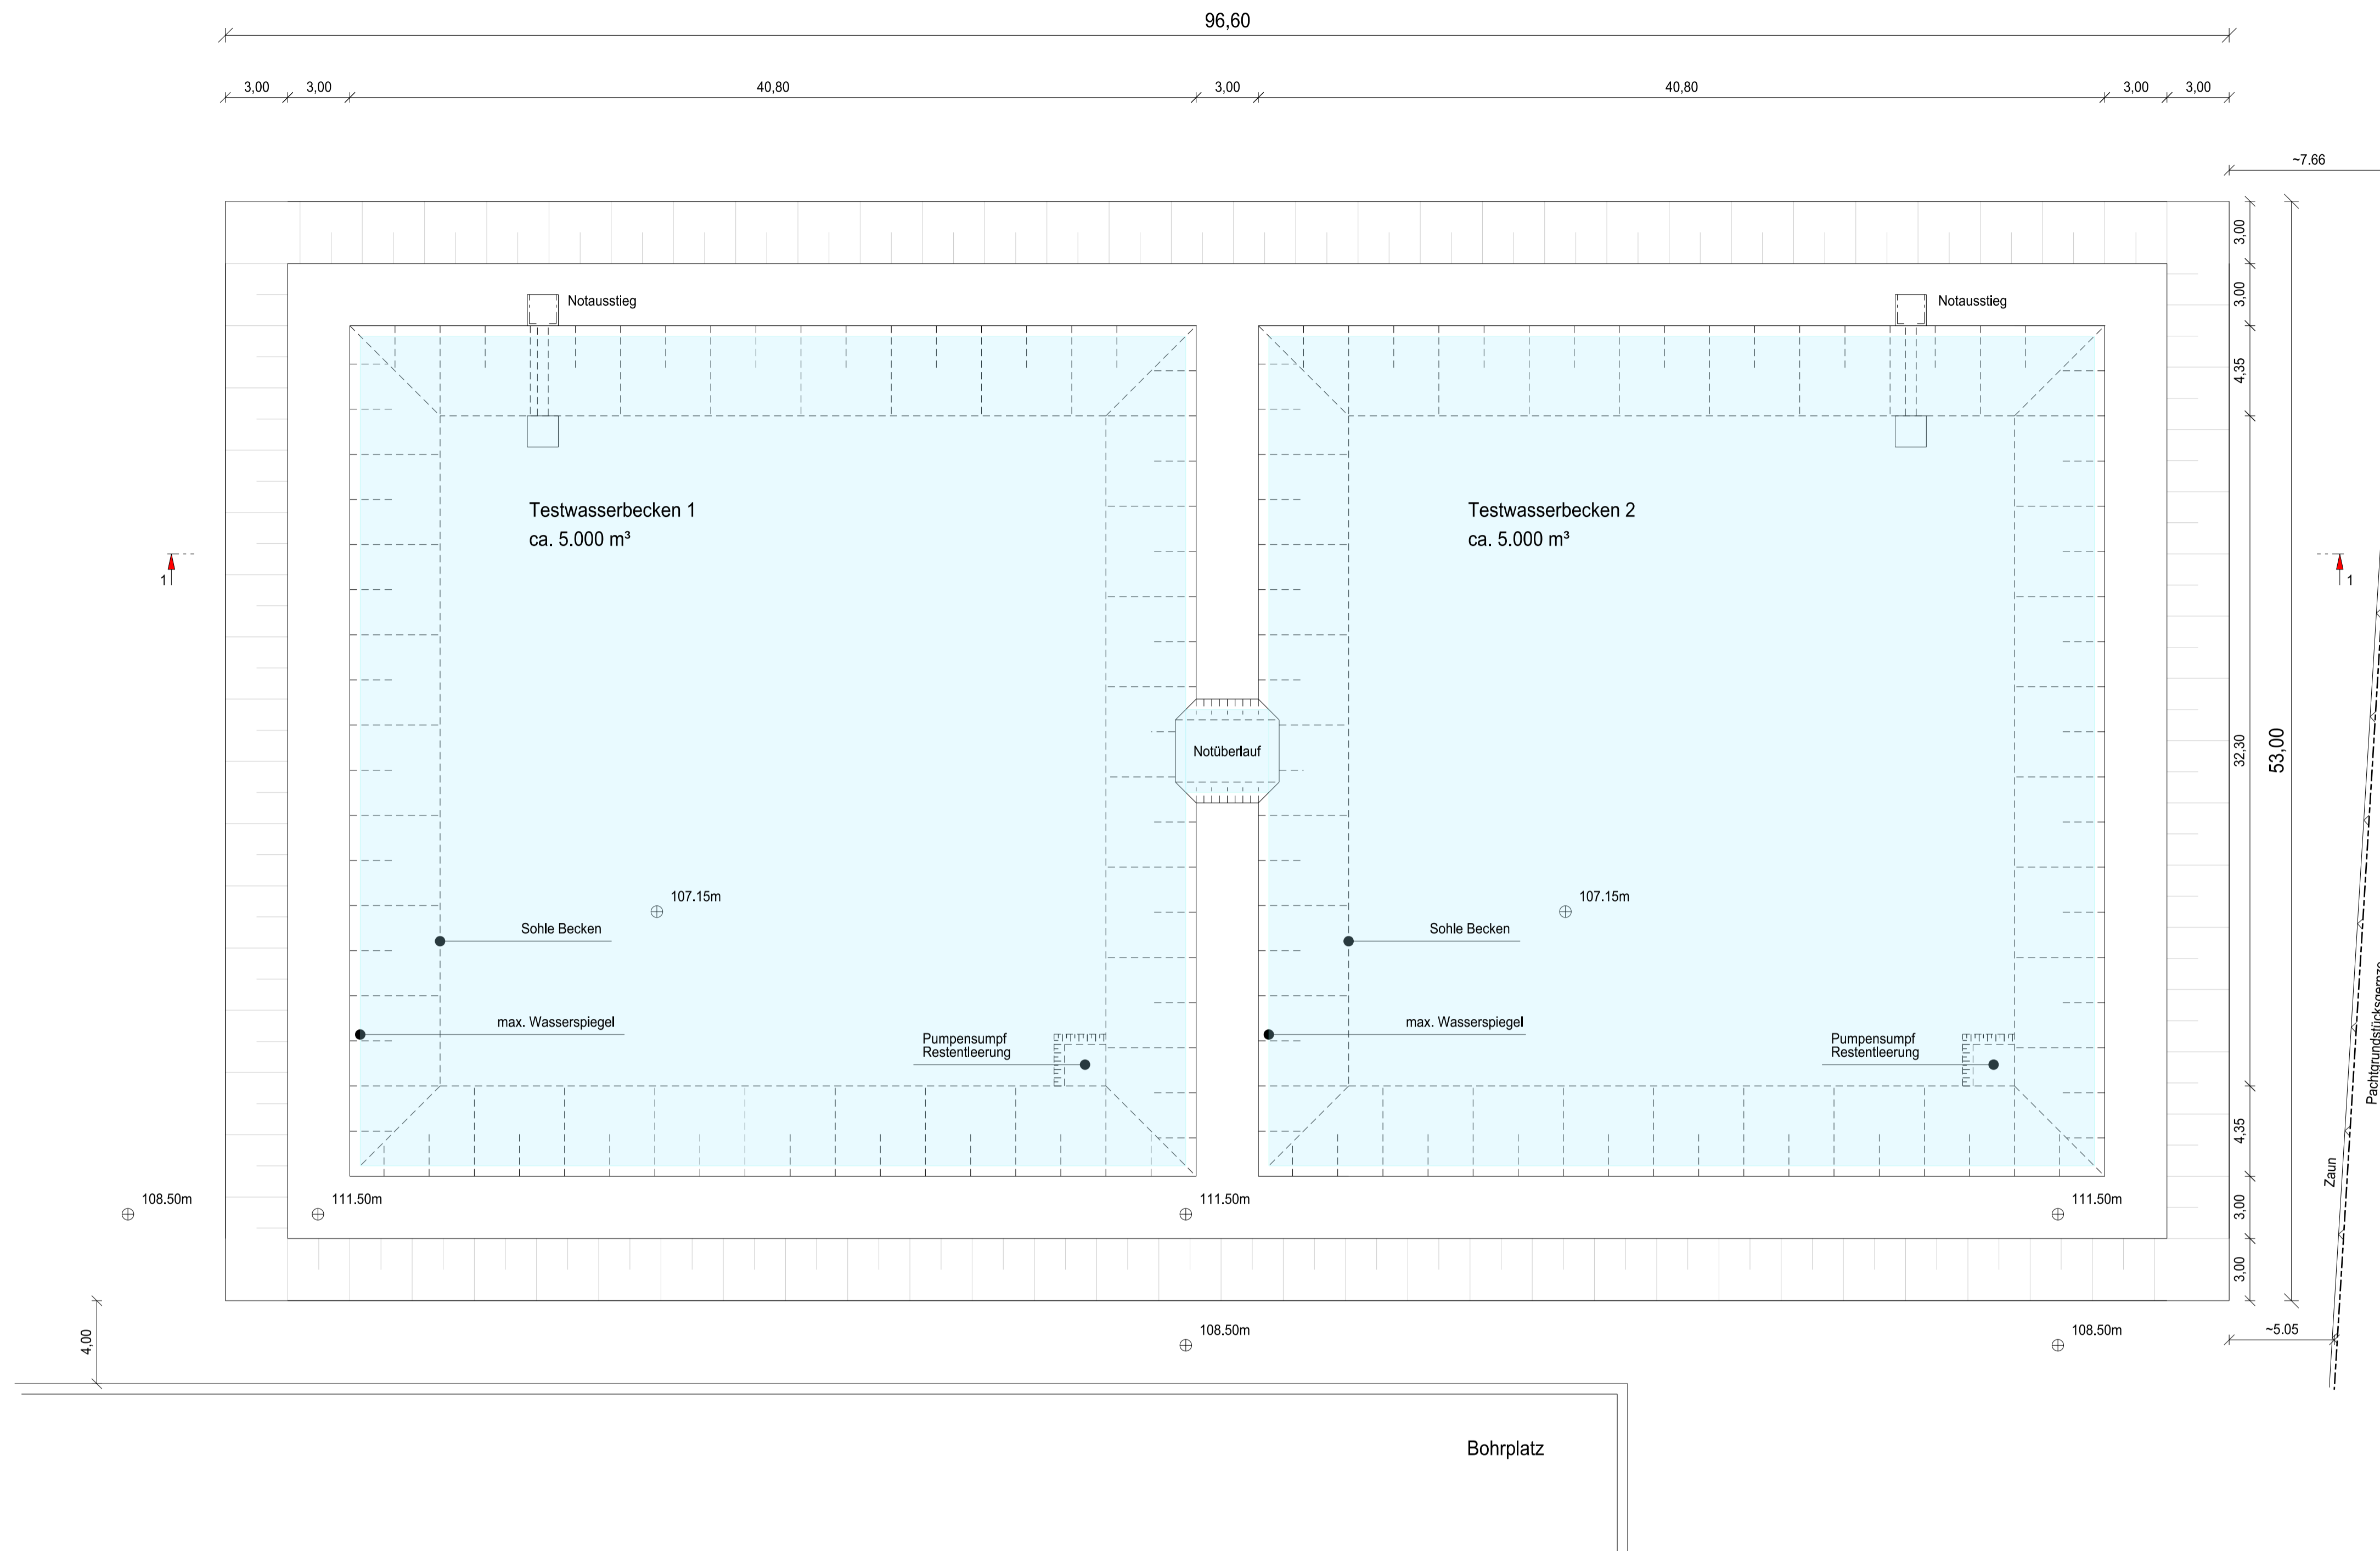 96,60
3,00
3,00
40,80
3,00
40,80
3,00
3,00
~7.66
3,00
3,00
4,35
32,30
4,35
3,00
3,00
53,00
Notausstieg
Notausstieg
Testwasserbecken 1
ca. 5.000 m³
Testwasserbecken 2
ca. 5.000 m³
1
1
Notüberlauf
107.15m
107.15m
Sohle Becken
Sohle Becken
max. Wasserspiegel
max. Wasserspiegel
Pumpensumpf
Restentleerung
Pumpensumpf
Restentleerung
Pachtgrundstücksgernze
Zaun
108.50m
111.50m
111.50m
111.50m
4,00
108.50m
108.50m
~5.05
Bohrplatz